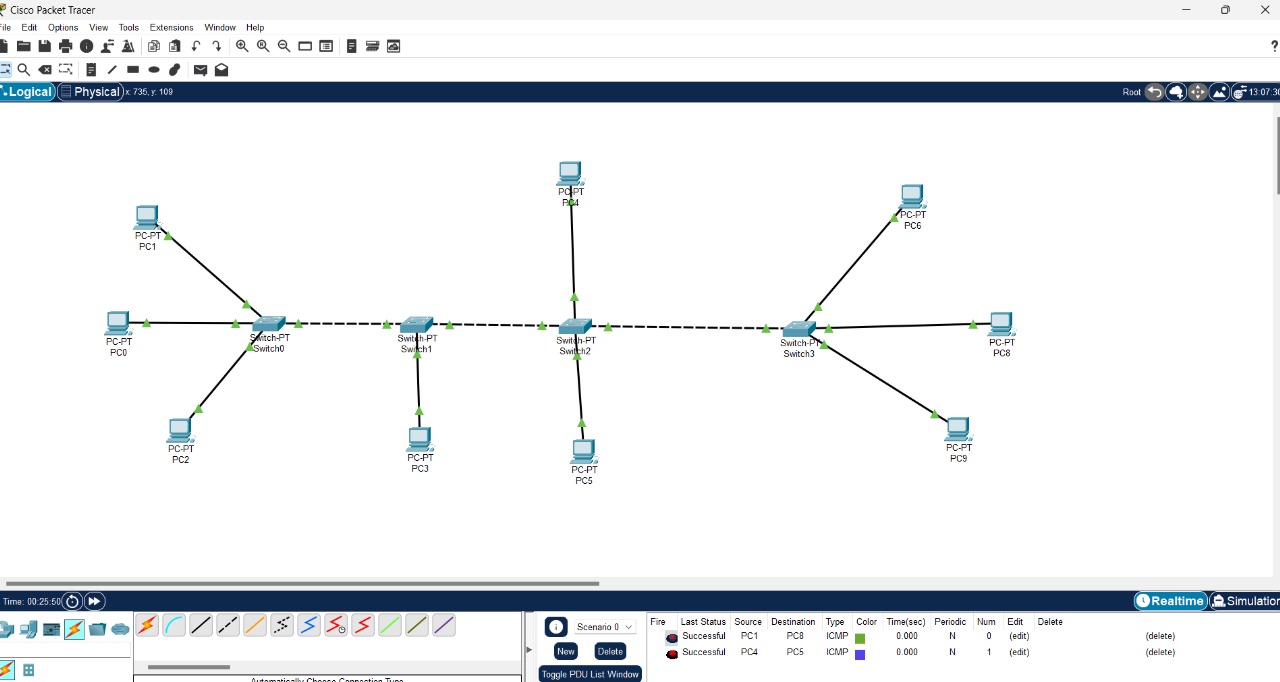 Cisco Packet Tracer
File Edit Options View Tools Extensions Window Help
?
Logical Physical x: 735, y: 109 Root 13:07:30
PC-PT
PC4
PC-PT
PC6
PC-PT
PC1
PC-PT
PC0
Switch-PT
Switch0
Switch-PT
Switch1
Switch-PT
Switch2
Switch-PT
Switch3
PC-PT
PC8
PC-PT
PC2
PC-PT
PC3
PC-PT
PC5
PC-PT
PC9
Time: 00:25:50 Realtime Simulation
Scenario 0
New Delete
Toggle PDU List Window
Fire Last Status Source Destination Type Color Time(sec) Periodic Num Edit Delete
Successful PC1 PC8 ICMP 0.000 N 0 (edit) (delete)
Successful PC4 PC5 ICMP 0.000 N 1 (edit) (delete)
Automatically Choose Connection Type